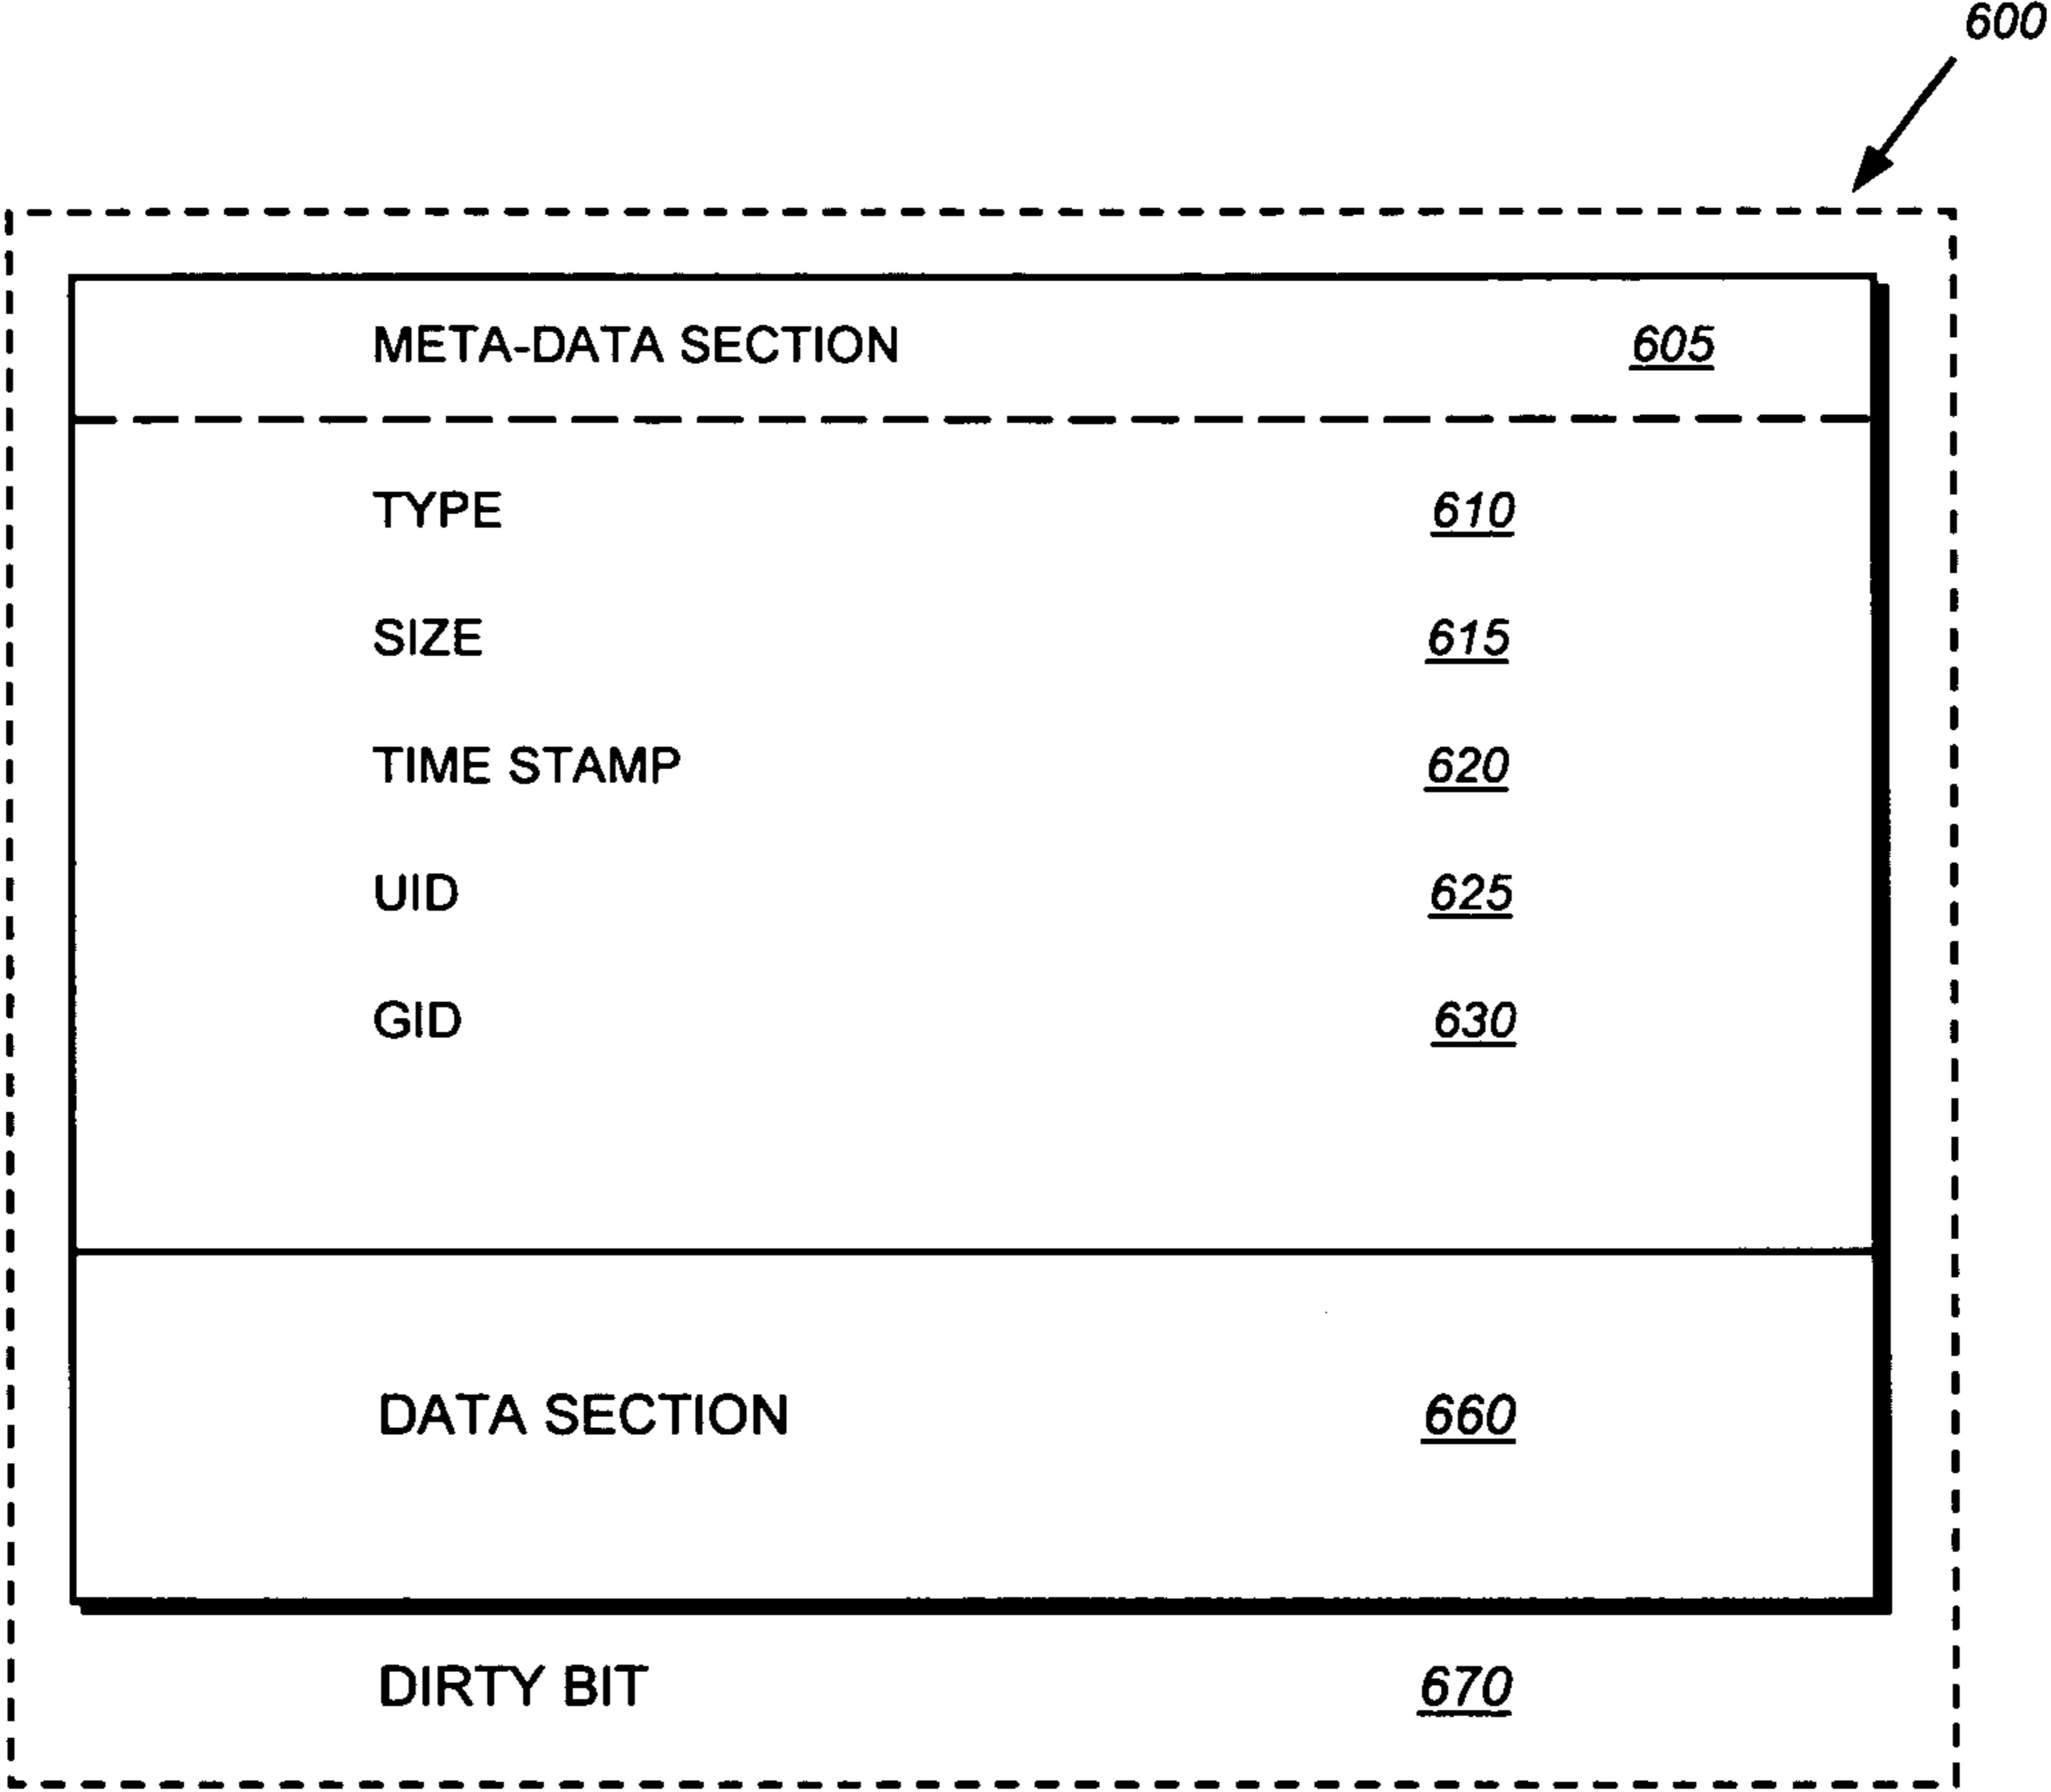 600
META-DATA SECTION 605
TYPE 610
SIZE 615
TIME STAMP 620
UID 625
GID 630
DATA SECTION 660
DIRTY BIT 670